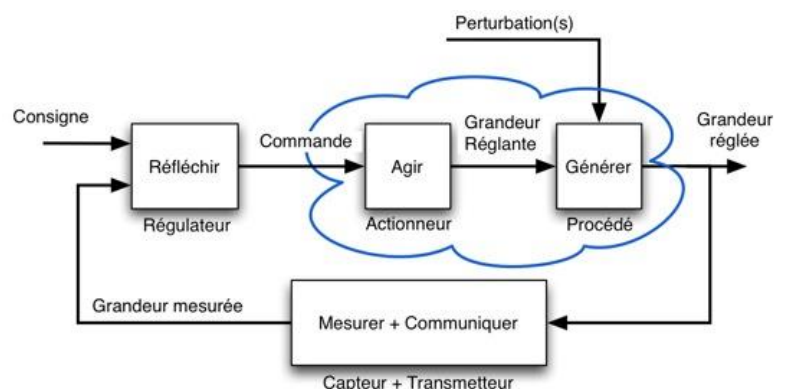 Perturbation(s)
Consigne
Grandeur
réglée
Commande
Grandeur
Réglante
Réfléchir
Agir
Générer
Régulateur
Actionneur
Procédé
Grandeur mesurée
Mesurer + Communiquer
Capteur + Transmetteur